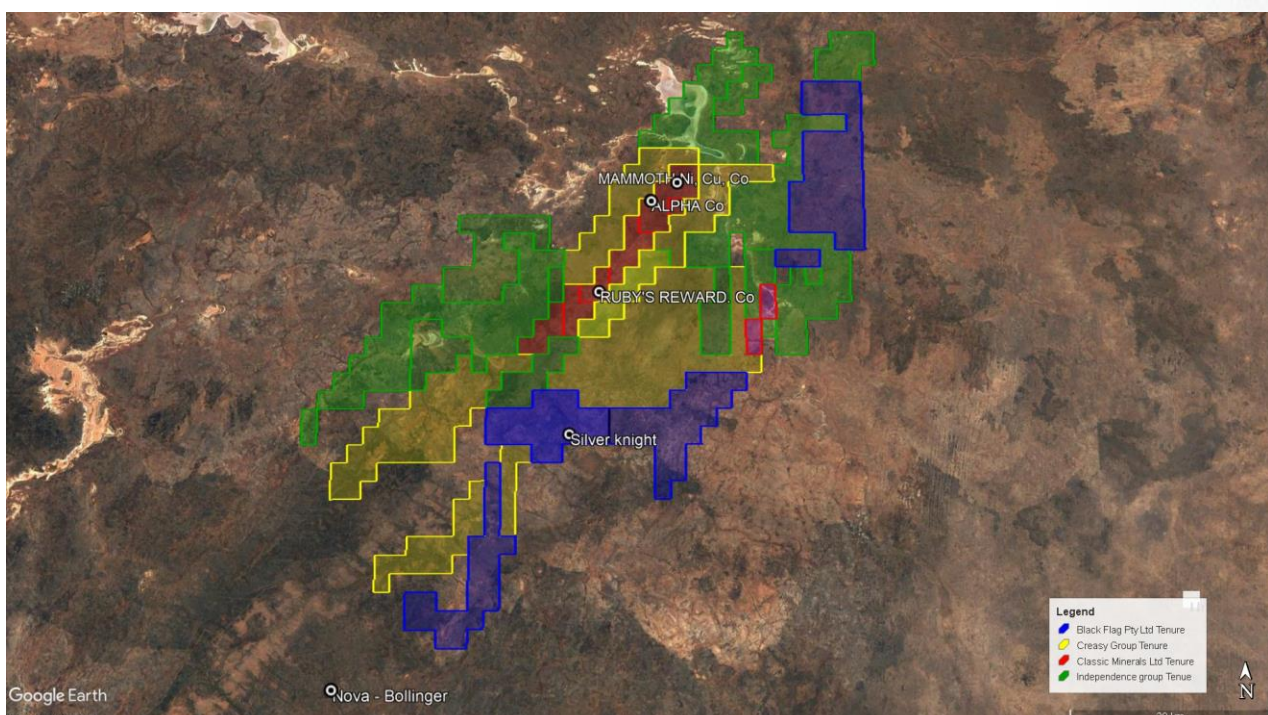 MAMMOTH Ni, Cu, Co
ALPHA Co
RUBY'S REWARD, Co
Silver knight
Nova - Bollinger
Legend
Black Flag Pty Ltd Tenure
Creasy Group Tenure
Classic Minerals Ltd Tenure
Independence group Tenue
Google Earth
N